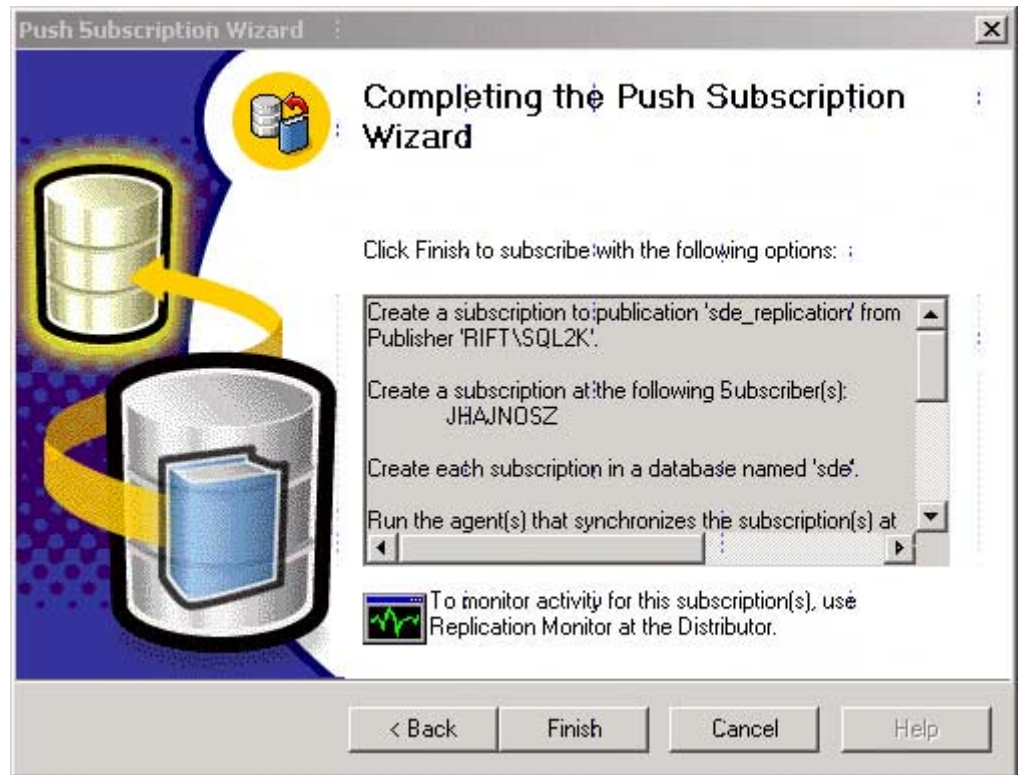 Push Subscription Wizard
Completing the Push Subscription
Wizard
Click Finish to subscribe with the following options:
Create a subscription to publication 'sde_replication' from
Publisher 'RIFT\SQL2K'.
Create a subscription at the following Subscriber(s):
JHAJNOSZ
Create each subscription in a database named 'sde'.
Run the agent(s) that synchronizes the subscription(s) at
To monitor activity for this subscription(s), use
Replication Monitor at the Distributor.
< Back Finish Cancel Help